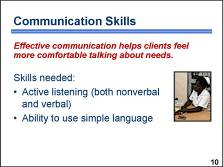 Communication Skills
Effective communication helps clients feel
more comfortable talking about needs.
Skills needed:
• Active listening (both nonverbal
and verbal)
• Ability to use simple language
10